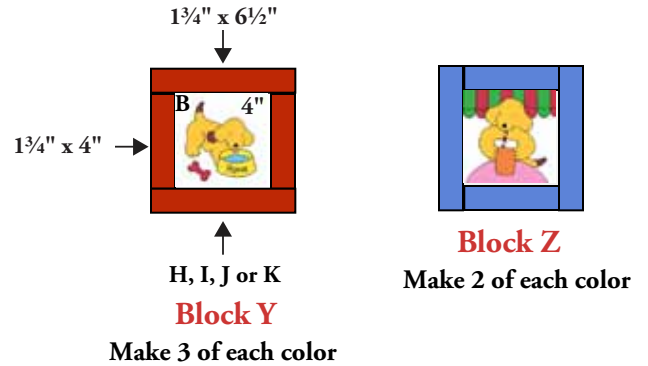 1¾" x 6½"
B 4"
1¾" x 4"
H, I, J or K
Block Y
Make 3 of each color
Block Z
Make 2 of each color